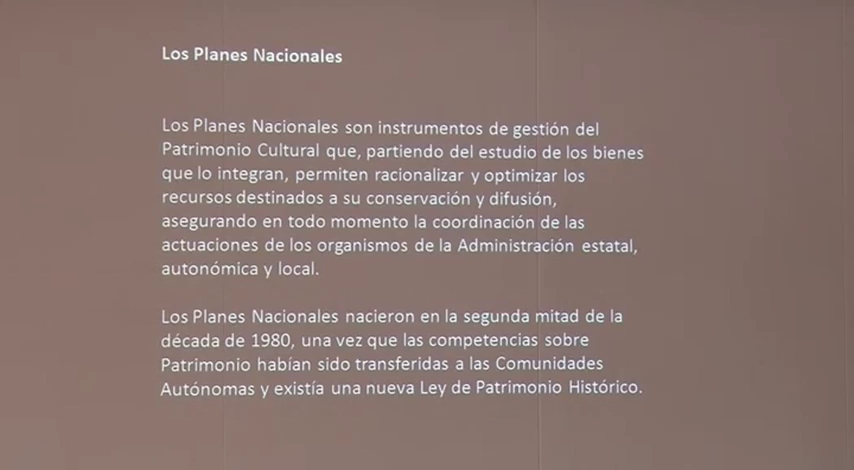 Los Planes Nacionales
Los Planes Nacionales son instrumentos de gestión del
Patrimonio Cultural que, partiendo del estudio de los bienes
que lo integran, permiten racionalizar y optimizar los
recursos destinados a su conservación y difusión,
asegurando en todo momento la coordinación de las
actuaciones de los organismos de la Administración estatal,
autonómica y local.
Los Planes Nacionales nacieron en la segunda mitad de la
década de 1980, una vez que las competencias sobre
Patrimonio habían sido transferidas a las Comunidades
Autónomas y existía una nueva Ley de Patrimonio Histórico.